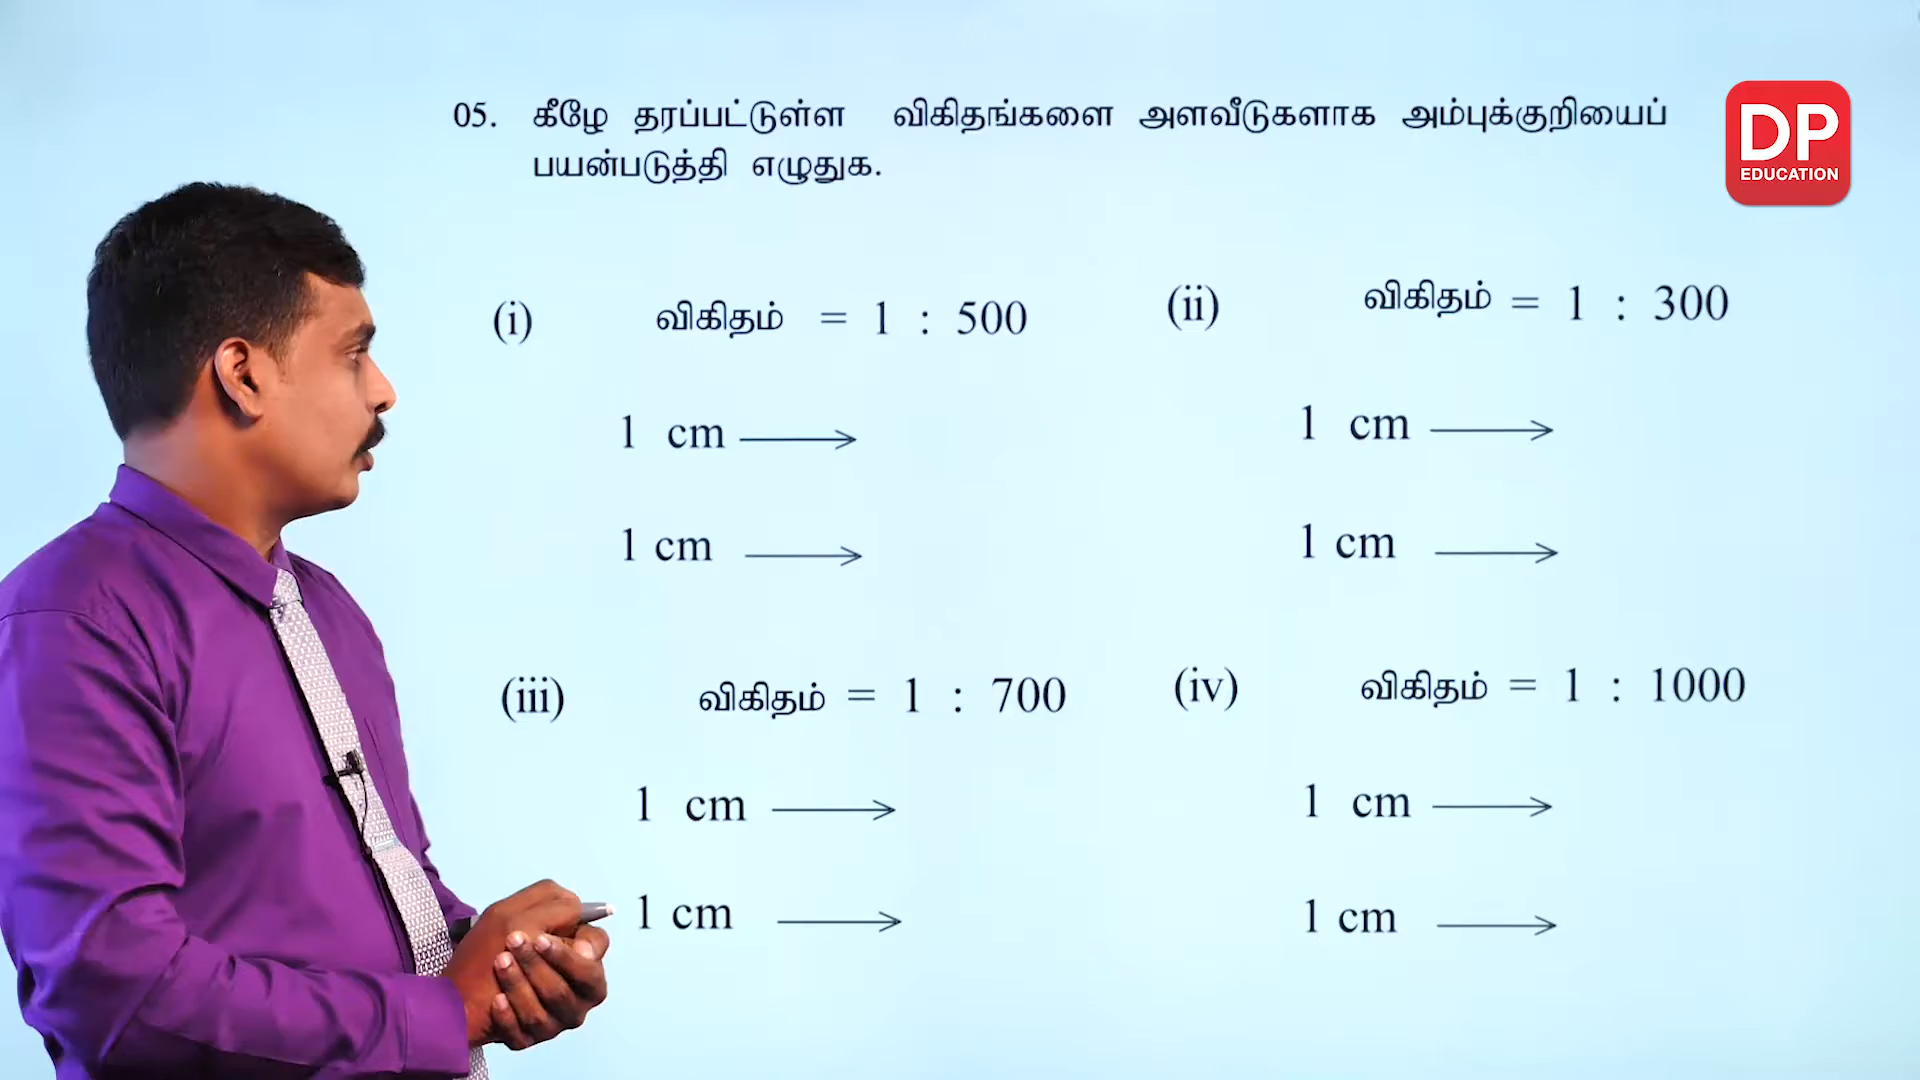 05. கீழே தரப்பட்டுள்ள விகிதங்களை அளவீடுகளாக அம்புக்குறியைப்
பயன்படுத்தி எழுதுக.
DP
EDUCATION
(i) விகிதம் = 1 : 500
1 cm →
1 cm →
(ii) விகிதம் = 1 : 300
1 cm →
1 cm →
(iii) விகிதம் = 1 : 700
1 cm →
1 cm →
(iv) விகிதம் = 1 : 1000
1 cm →
1 cm →